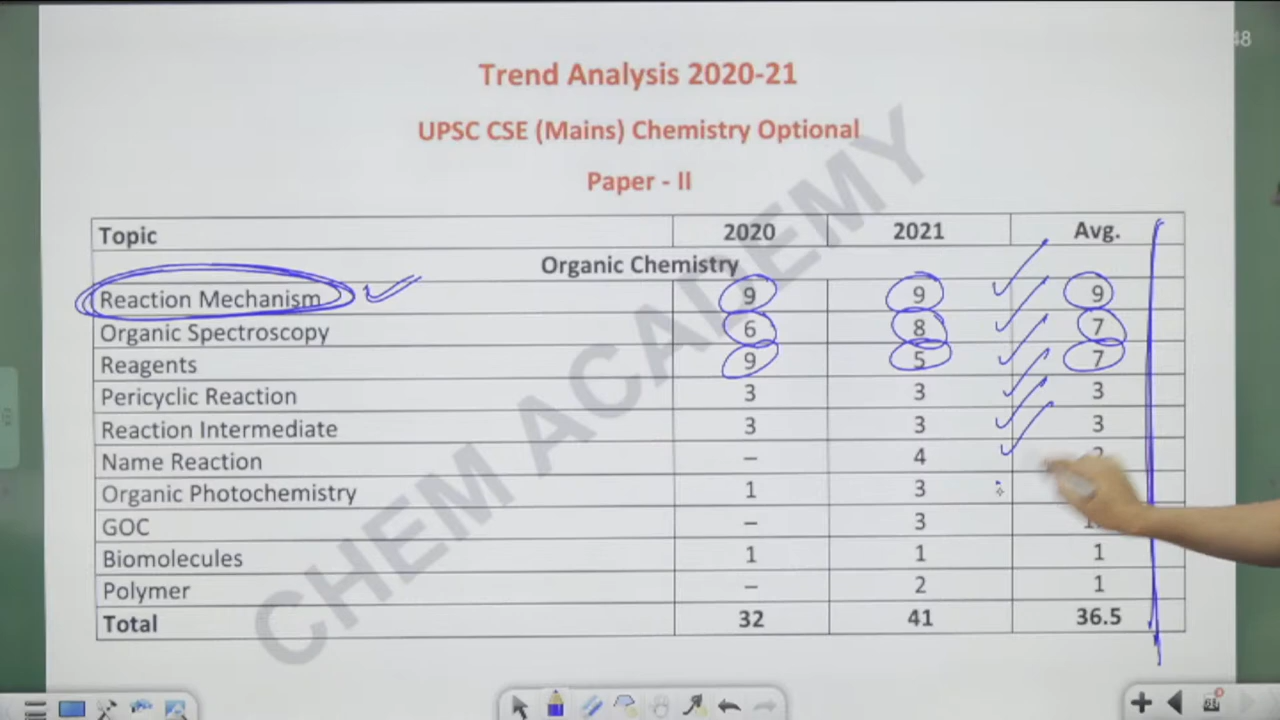 48
Trend Analysis 2020-21
UPSC CSE (Mains) Chemistry Optional
Paper - II
Topic 2020 2021 Avg.
Organic Chemistry
Reaction Mechanism 9 9 9
Organic Spectroscopy 6 8 7
Reagents 9 5 7
Pericyclic Reaction 3 3 3
Reaction Intermediate 3 3 3
Name Reaction – 4
Organic Photochemistry 1 3
GOC – 3
Biomolecules 1 1 1
Polymer – 2 1
Total 32 41 36.5
CHEM ACADEMY